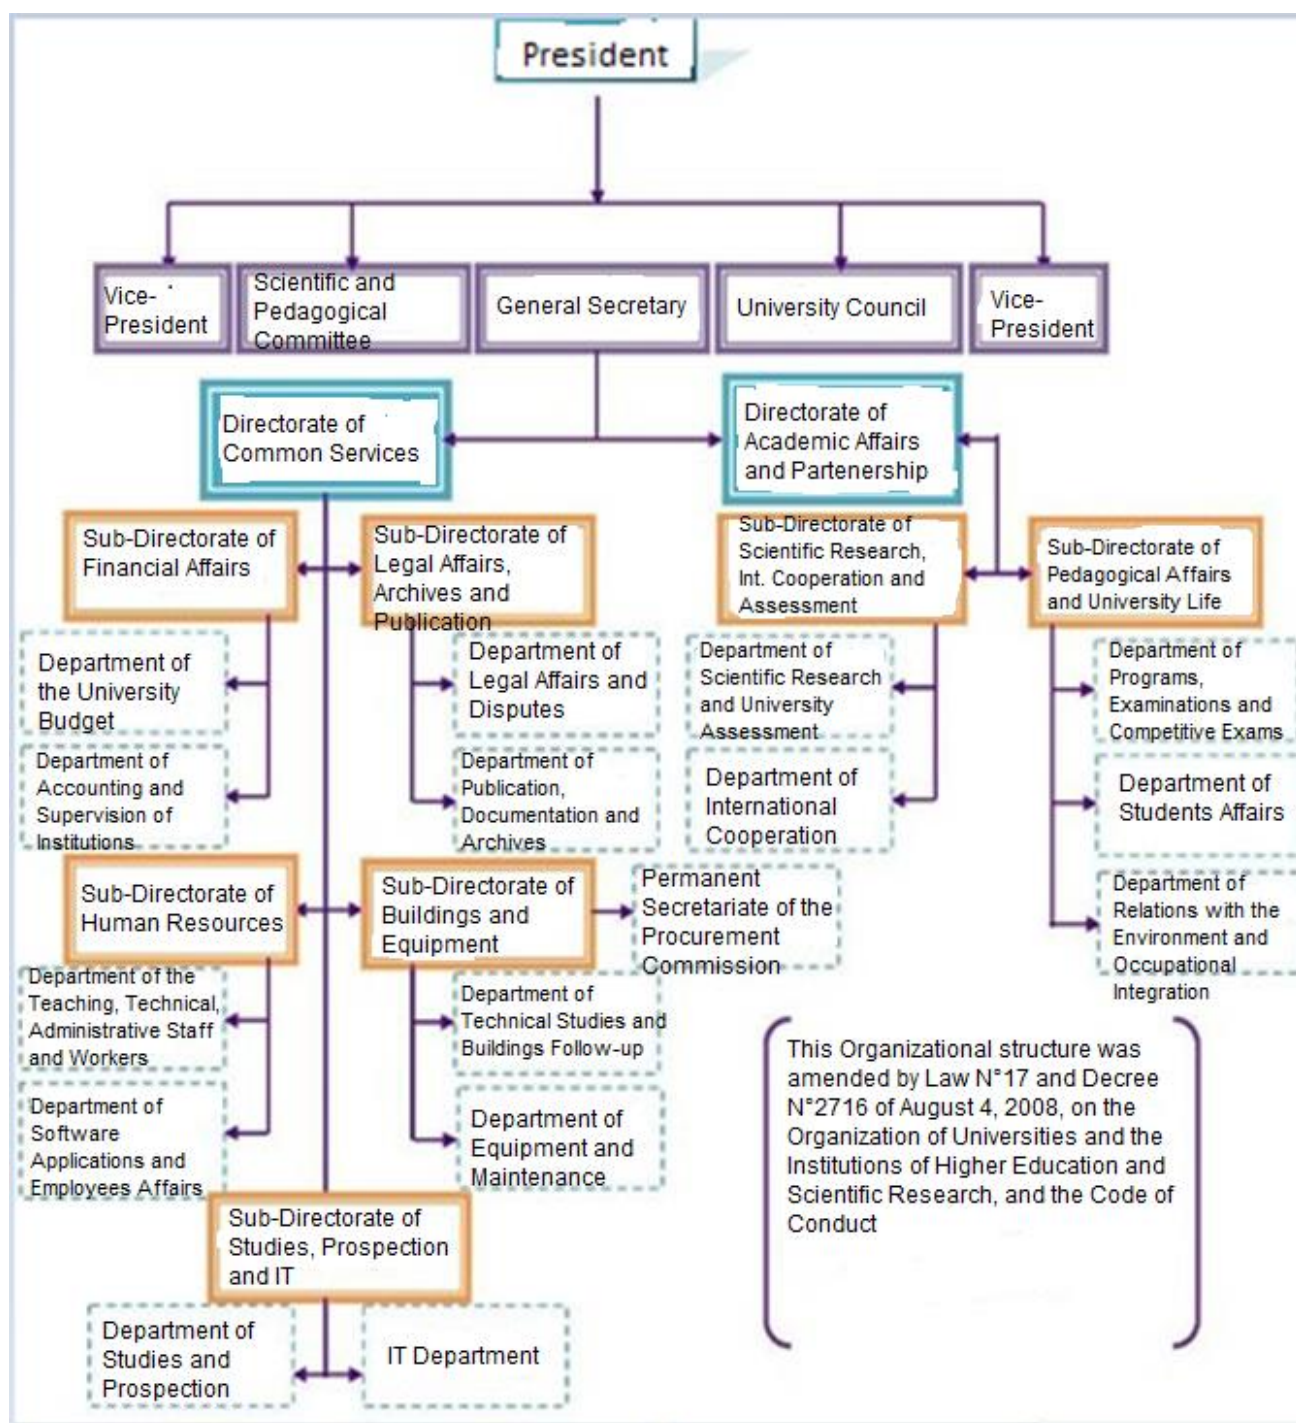 President
Vice-
President
Scientific and
Pedagogical
Committee
General Secretary
University Council
Vice-
President
Directorate of
Common Services
Directorate of
Academic Affairs
and Partenership
Sub-Directorate of
Financial Affairs
Sub-Directorate of
Legal Affairs,
Archives and
Publication
Sub-Directorate of
Scientific Research,
Int. Cooperation and
Assessment
Sub-Directorate of
Pedagogical Affairs
and University Life
Department of
the University
Budget
Department of
Legal Affairs and
Disputes
Department of
Scientific Research
and University
Assessment
Department of
Programs,
Examinations and
Competitive Exams
Department of
Accounting and
Supervision of
Institutions
Department of
Publication,
Documentation and
Archives
Department of
International
Cooperation
Department of
Students Affairs
Sub-Directorate of
Human Resources
Sub-Directorate of
Buildings and
Equipment
Permanent
Secretariate of the
Procurement
Commission
Department of
Relations with the
Environment and
Occupational
Integration
Department of the
Teaching, Technical,
Administrative Staff
and Workers
Department of
Technical Studies and
Buildings Follow-up
Department of
Software
Applications and
Employees Affairs
Department of
Equipment and
Maintenance
This Organizational structure was
amended by Law N°17 and Decree
N°2716 of August 4, 2008, on the
Organization of Universities and the
Institutions of Higher Education and
Scientific Research, and the Code of
Conduct
Sub-Directorate of
Studies, Prospection
and IT
Department of
Studies and
Prospection
IT Department